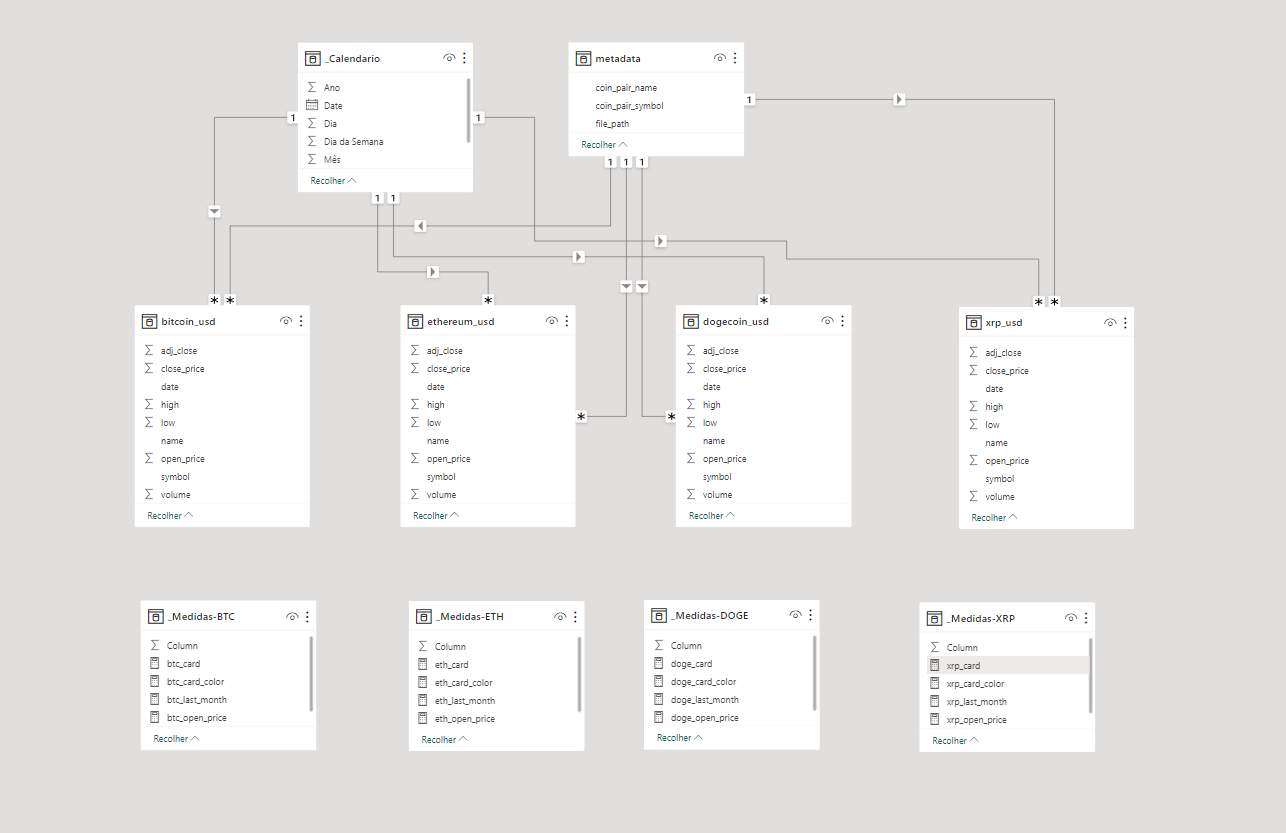 _Calendario
Ano
Date
Dia
Dia da Semana
Mês
Recolher
metadata
coin_pair_name
coin_pair_symbol
file_path
Recolher
1
1
1
1
1
1
1
1
*
*
*
*
*
*
*
*
bitcoin_usd
adj_close
close_price
date
high
low
name
open_price
symbol
volume
Recolher
ethereum_usd
adj_close
close_price
date
high
low
name
open_price
symbol
volume
Recolher
dogecoin_usd
adj_close
close_price
date
high
low
name
open_price
symbol
volume
Recolher
xrp_usd
adj_close
close_price
date
high
low
name
open_price
symbol
volume
Recolher
_Medidas-BTC
Column
btc_card
btc_card_color
btc_last_month
btc_open_price
Recolher
_Medidas-ETH
Column
eth_card
eth_card_color
eth_last_month
eth_open_price
Recolher
_Medidas-DOGE
Column
doge_card
doge_card_color
doge_last_month
doge_open_price
Recolher
_Medidas-XRP
Column
xrp_card
xrp_card_color
xrp_last_month
xrp_open_price
Recolher